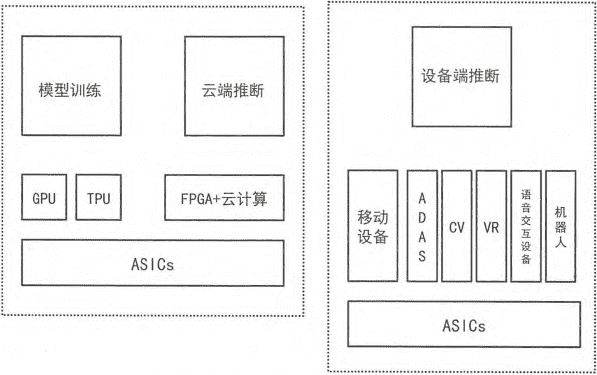 模型训练
云端推断
GPU
TPU
FPGA+云计算
ASICs
设备端推断
移动
设备
ADAS
CV
VR
语音交互设备
机器人
ASICs